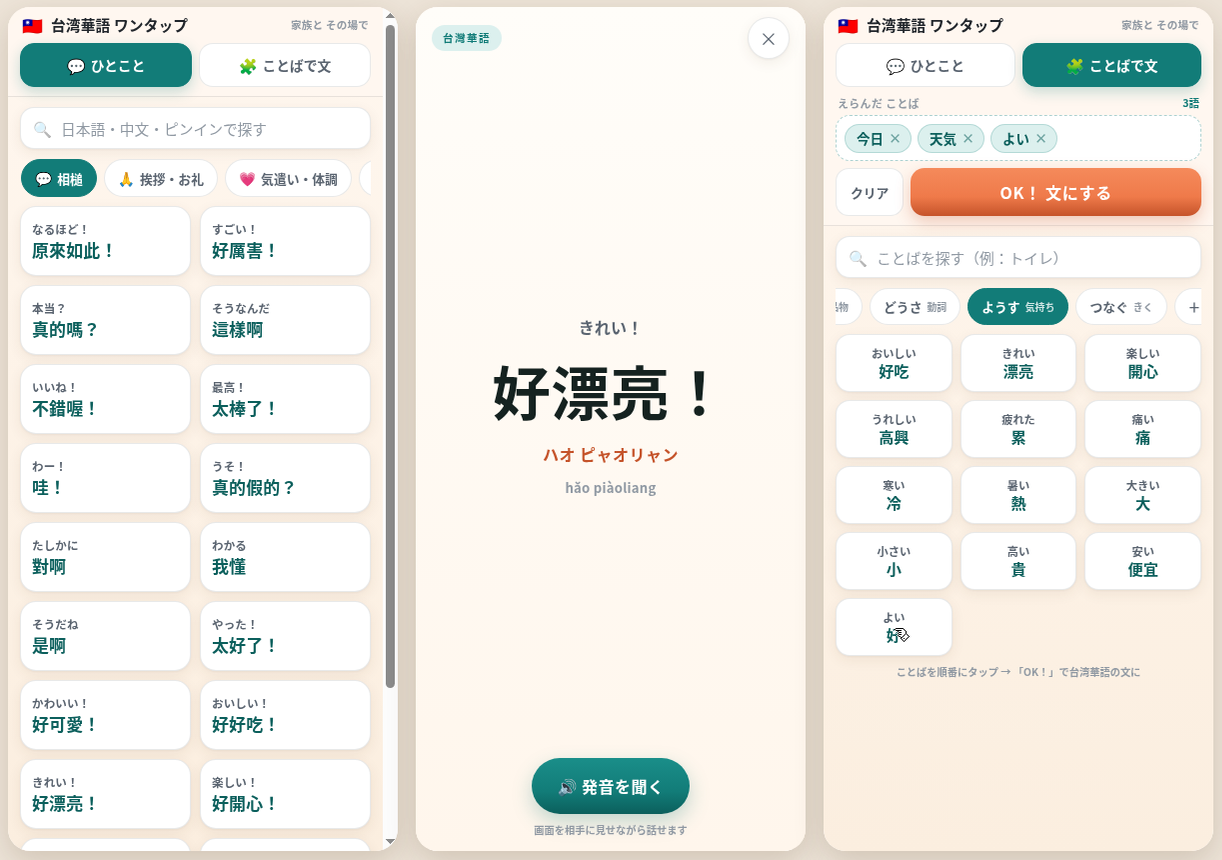 台湾華語 ワンタップ
家族と その場で
ひとこと
ことばで文
日本語・中文・ピンインで探す
相槌
挨拶・お礼
気遣い・体調
なるほど！
原來如此！
すごい！
好厲害！
本当？
真的嗎？
そうなんだ
這樣啊
いいね！
不錯喔！
最高！
太棒了！
わー！
哇！
うそ！
真的假的？
たしかに
對啊
わかる
我懂
そうだね
是啊
やった！
太好了！
かわいい！
好可愛！
おいしい！
好好吃！
きれい！
好漂亮！
楽しい！
好開心！
台灣華語
きれい！
好漂亮！
ハオ ピャオリャン
hǎo piàoliang
発音を聞く
画面を相手に見せながら話せます
台湾華語 ワンタップ
家族と その場で
ひとこと
ことばで文
えらんだ ことば
3語
今日 ×
天気 ×
よい ×
クリア
OK！ 文にする
ことばを探す（例：トイレ）
物
どうさ 動詞
ようす 気持ち
つなぐ きく
＋
おいしい
好吃
きれい
漂亮
楽しい
開心
うれしい
高興
疲れた
累
痛い
痛
寒い
冷
暑い
熱
大きい
大
小さい
小
高い
貴
安い
便宜
よい
好
ことばを順番にタップ → 「OK！」で台湾華語の文に